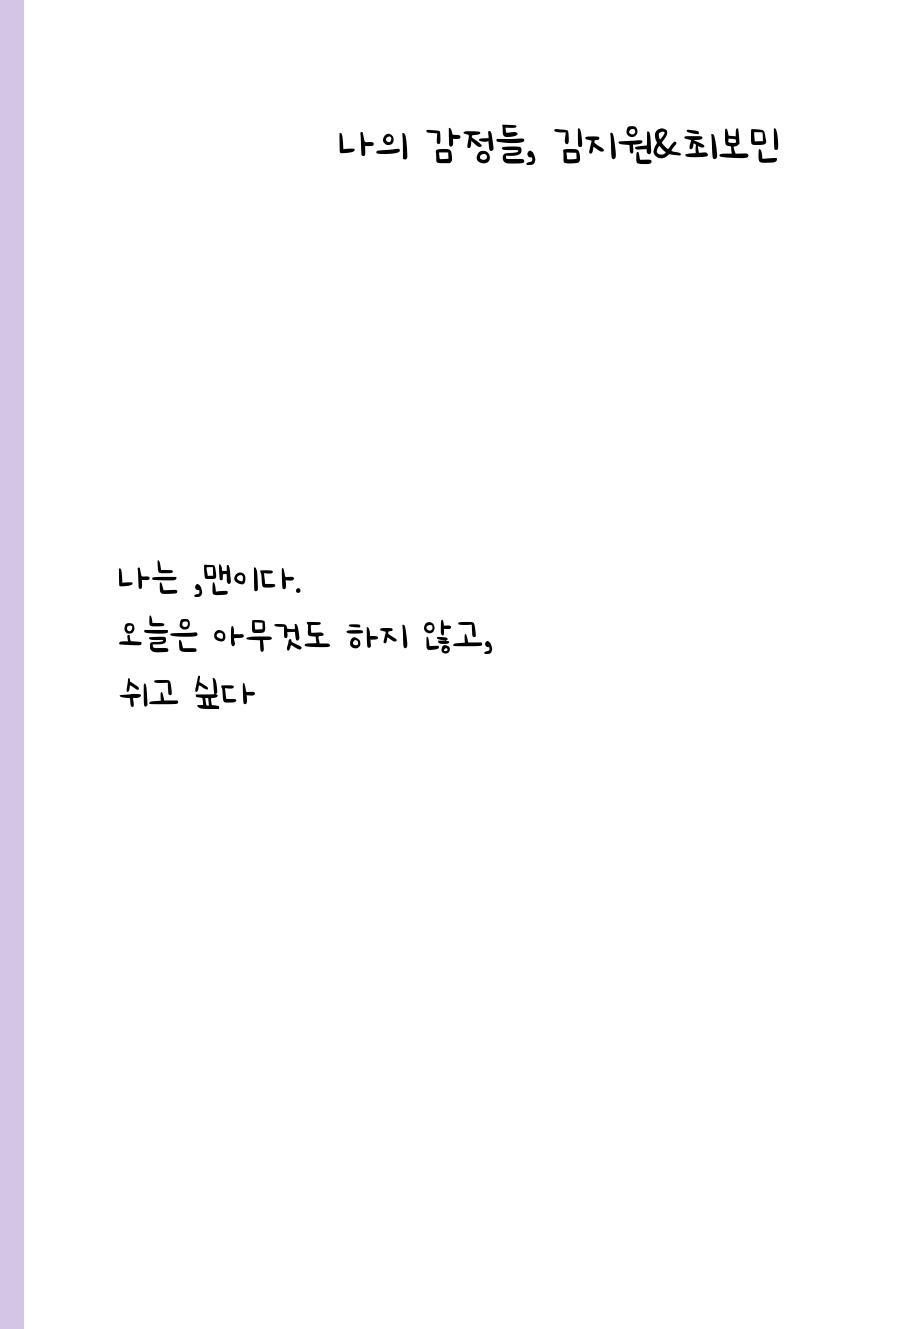 나의 감정들, 김지원&최보민
나는 ,맨이다.
오늘은 아무것도 하지 않고,
쉬고 싶다